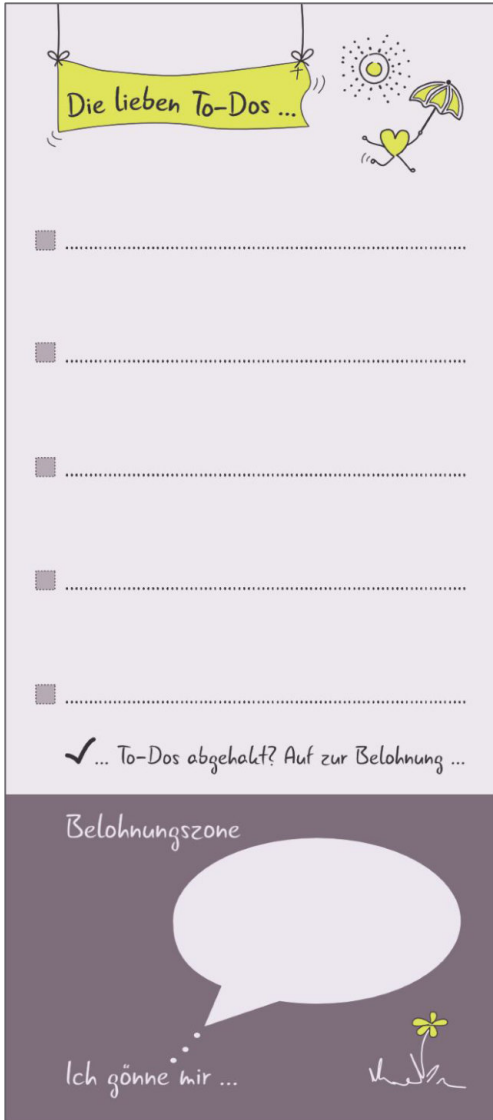 Die lieben To-Dos ...
... To-Dos abgehakt? Auf zur Belohnung ...
Belohnungszone
Ich gönne mir ...